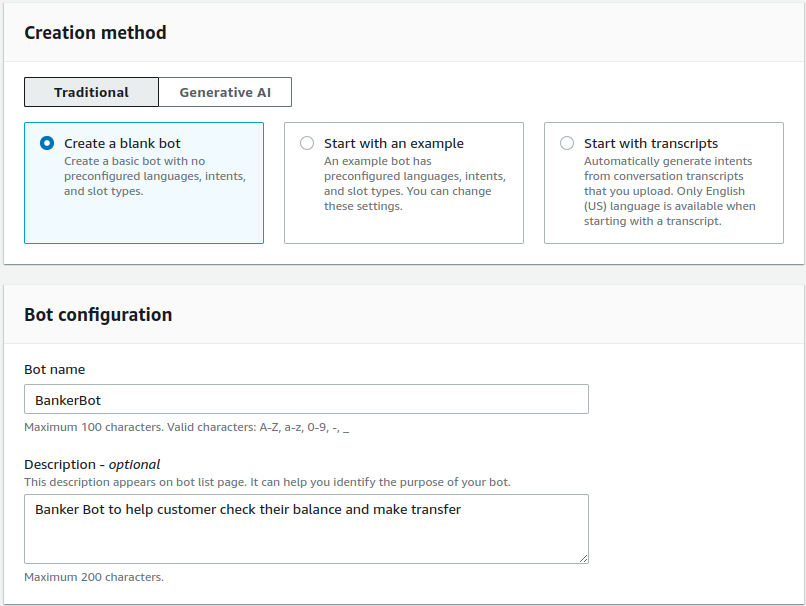 Creation method
Traditional
Generative AI
Create a blank bot
Create a basic bot with no
preconfigured languages, intents,
and slot types.
Start with an example
An example bot has
preconfigured languages, intents,
and slot types. You can change
these settings.
Start with transcripts
Automatically generate intents
from conversation transcripts
that you upload. Only English
(US) language is available when
starting with a transcript.
Bot configuration
Bot name
BankerBot
Maximum 100 characters. Valid characters: A-Z, a-z, 0-9, -, _
Description - optional
This description appears on bot list page. It can help you identify the purpose of your bot.
Banker Bot to help customer check their balance and make transfer
Maximum 200 characters.